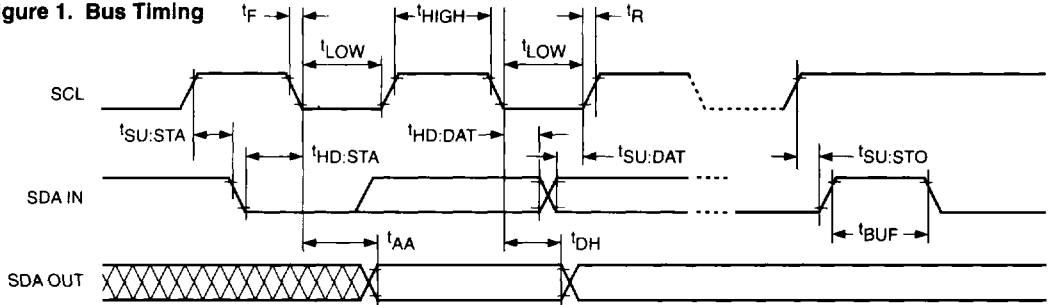 gure 1. Bus Timing
tF
tHIGH
tR
tLOW
tLOW
SCL
tSU:STA
tHD:STA
tHD:DAT
tSU:DAT
tSU:STO
SDA IN
tBUF
tAA
tDH
SDA OUT